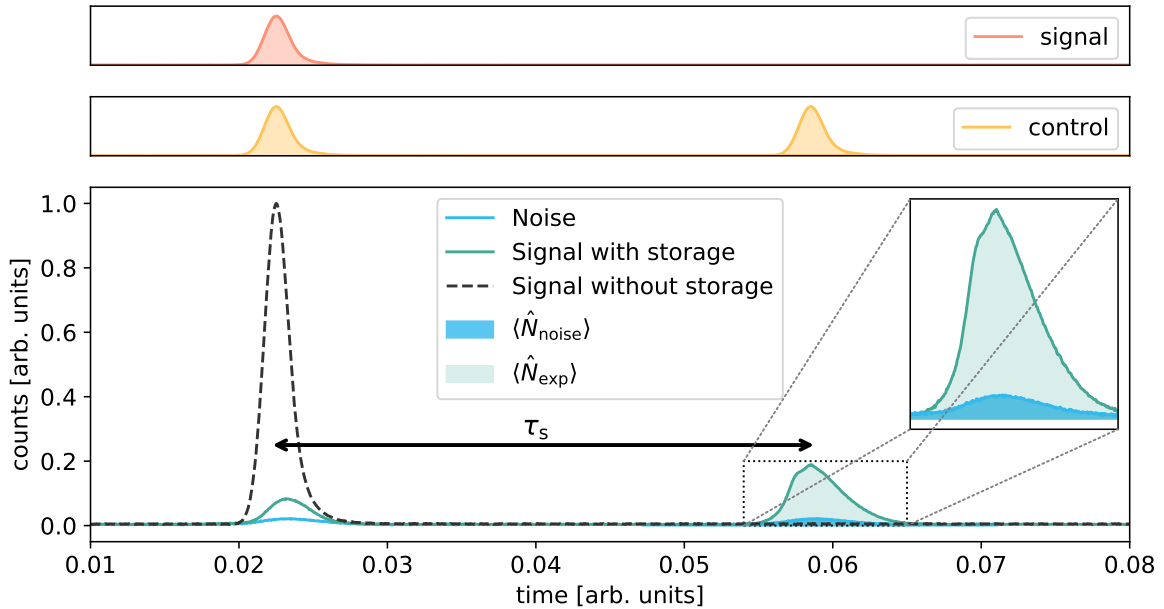 signal
control
counts [arb. units]
1.0
0.8
0.6
0.4
0.2
0.0
Noise
Signal with storage
Signal without storage
⟨N̂noise⟩
⟨N̂exp⟩
τs
0.01 0.02 0.03 0.04 0.05 0.06 0.07 0.08
time [arb. units]